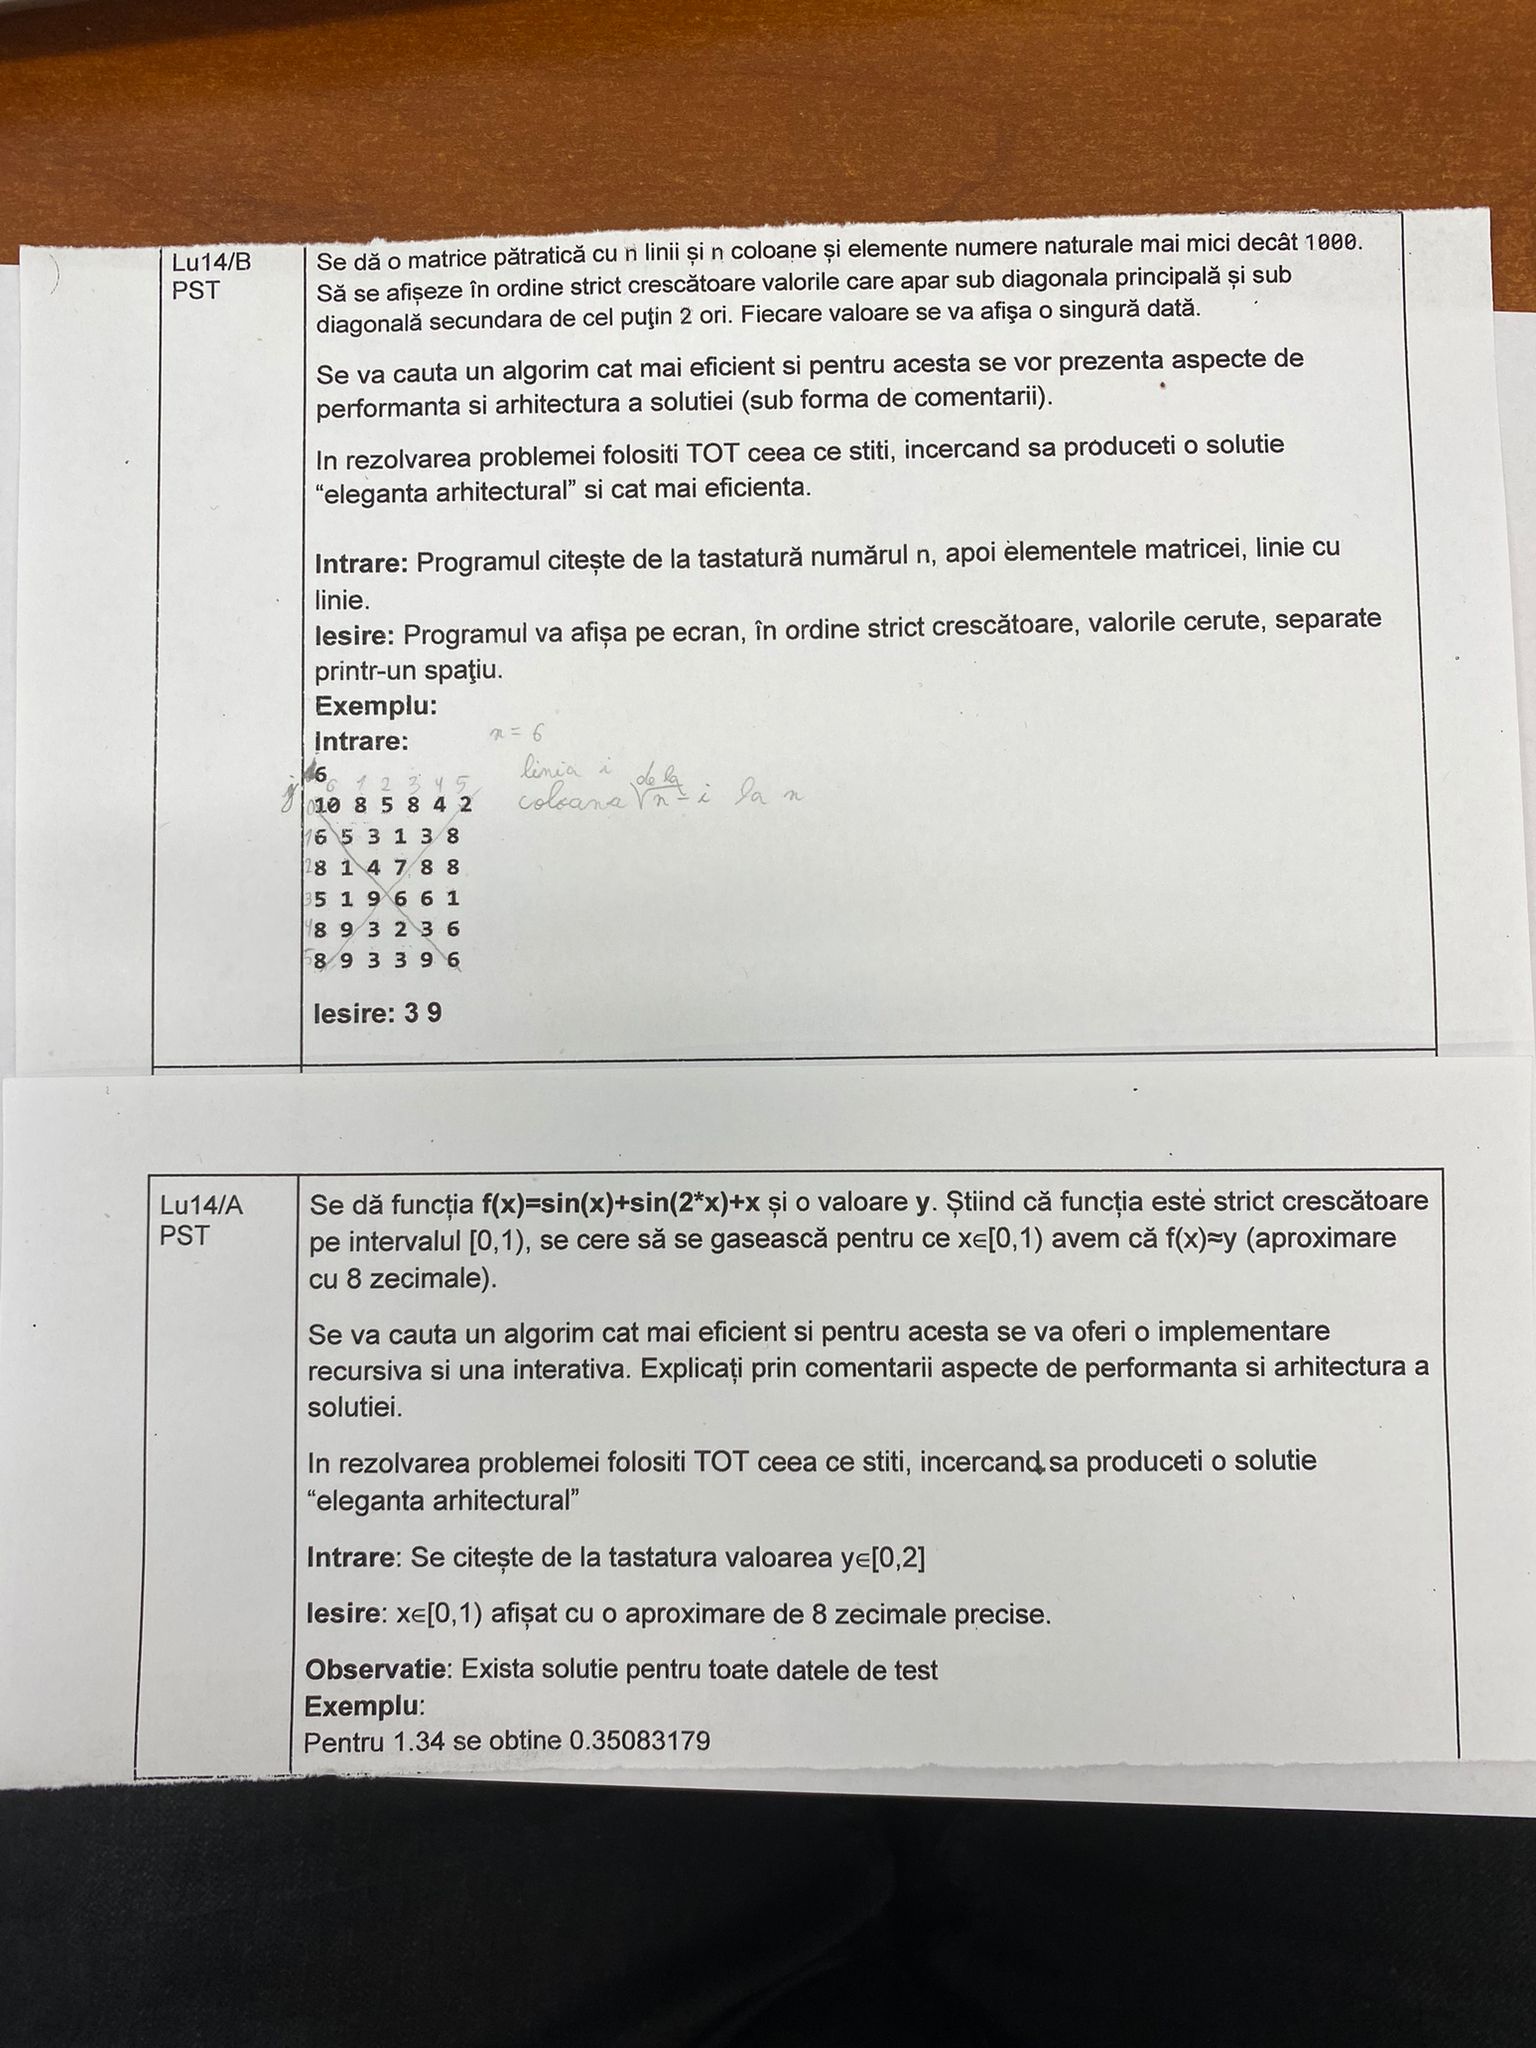 Lu14/B
PST
Se dă o matrice pătratică cu n linii și n coloane și elemente numere naturale mai mici decât 1000.
Să se afișeze în ordine strict crescătoare valorile care apar sub diagonala principală și sub
diagonală secundara de cel puţin 2 ori. Fiecare valoare se va afişa o singură dată.
Se va cauta un algorim cat mai eficient si pentru acesta se vor prezenta aspecte de
performanta si arhitectura a solutiei (sub forma de comentarii).
In rezolvarea problemei folositi TOT ceea ce stiti, incercand sa produceti o solutie
“eleganta arhitectural” si cat mai eficienta.
Intrare: Programul citește de la tastatură numărul n, apoi elementele matricei, linie cu
linie.
Iesire: Programul va afișa pe ecran, în ordine strict crescătoare, valorile cerute, separate
printr-un spaţiu.
Exemplu:
Intrare:
n = 6
6
linia i
0 1 2 3 4 5
de la
j
coloana n-i la n
0 10 8 5 8 4 2
1 6 5 3 1 3 8
2 8 1 4 7 8 8
3 5 1 9 6 6 1
4 8 9 3 2 3 6
5 8 9 3 3 9 6
Iesire: 3 9
Lu14/A
PST
Se dă funcția f(x)=sin(x)+sin(2*x)+x și o valoare y. Știind că funcția este strict crescătoare
pe intervalul [0,1), se cere să se gasească pentru ce x∈[0,1) avem că f(x)≈y (aproximare
cu 8 zecimale).
Se va cauta un algorim cat mai eficient si pentru acesta se va oferi o implementare
recursiva si una interativa. Explicați prin comentarii aspecte de performanta si arhitectura a
solutiei.
In rezolvarea problemei folositi TOT ceea ce stiti, incercand sa produceti o solutie
“eleganta arhitectural”
Intrare: Se citește de la tastatura valoarea y∈[0,2]
Iesire: x∈[0,1) afișat cu o aproximare de 8 zecimale precise.
Observatie: Exista solutie pentru toate datele de test
Exemplu:
Pentru 1.34 se obtine 0.35083179